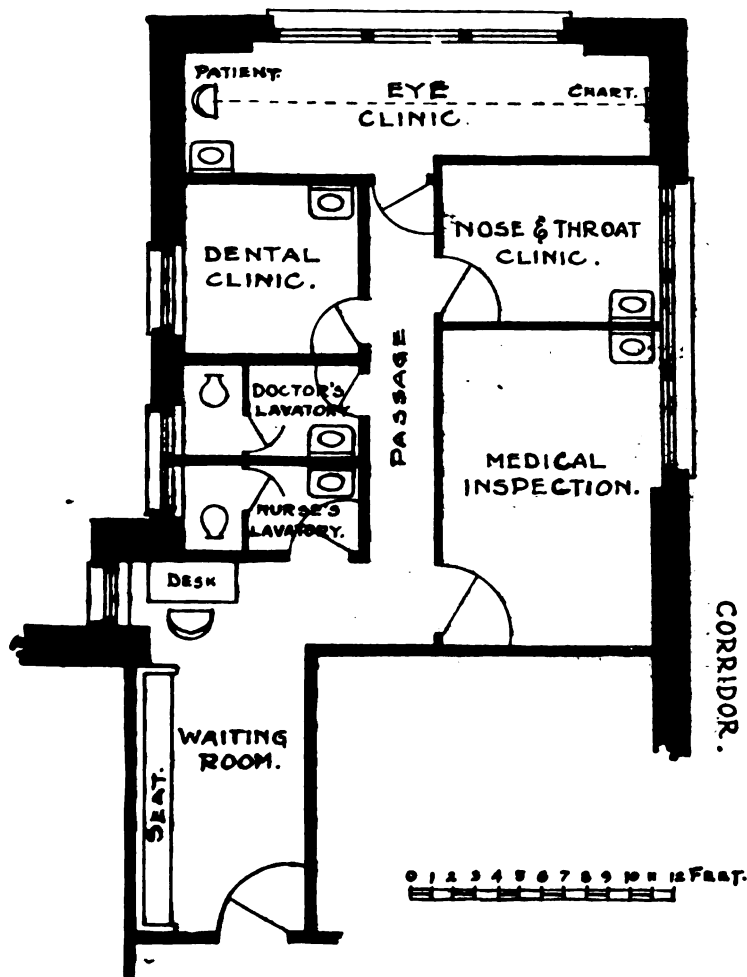 PATIENT.
EYE
CLINIC.
CHART.
DENTAL
CLINIC.
NOSE & THROAT
CLINIC.
DOCTOR'S
LAVATORY
PASSAGE
MEDICAL
INSPECTION.
NURSE'S
LAVATORY.
DESK
CORRIDOR.
WAITING
ROOM.
SEAT.
0 1 2 3 4 5 6 7 8 9 10 11 12 FEET.